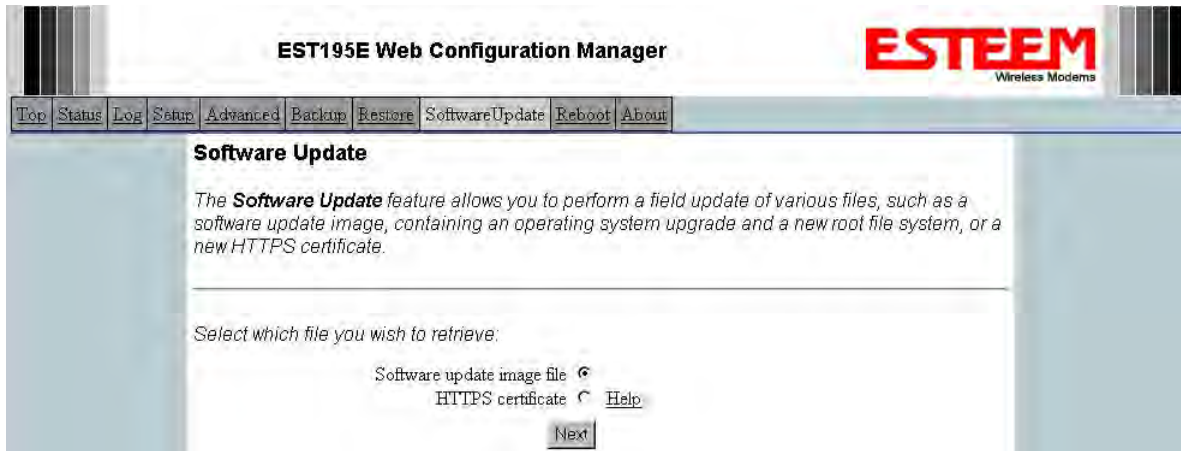 EST195E Web Configuration Manager
ESTEEM
Wireless Modems
Top Status Log Setup Advanced Backup Restore SoftwareUpdate Reboot About
Software Update
The Software Update feature allows you to perform a field update of various files, such as a
software update image, containing an operating system upgrade and a new root file system, or a
new HTTPS certificate.
Select which file you wish to retrieve:
Software update image file
HTTPS certificate Help
Next